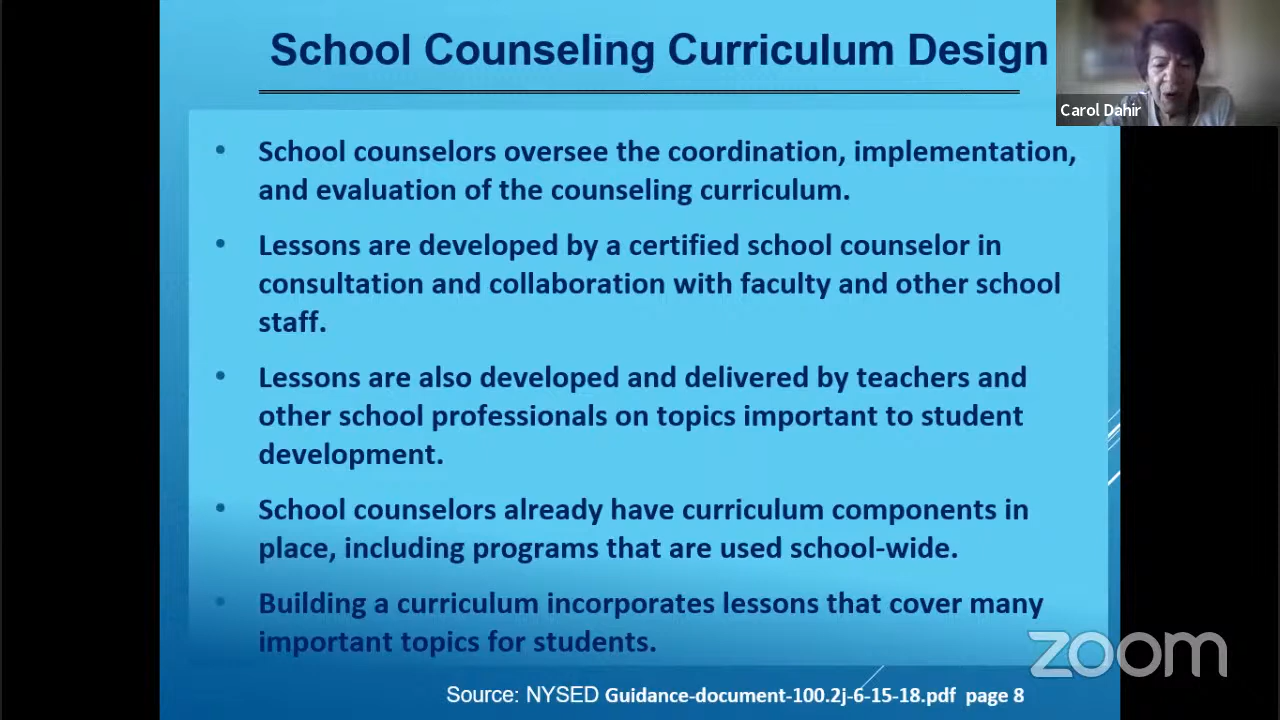 School Counseling Curriculum Design
Carol Dahir
• School counselors oversee the coordination, implementation,
and evaluation of the counseling curriculum.
• Lessons are developed by a certified school counselor in
consultation and collaboration with faculty and other school
staff.
• Lessons are also developed and delivered by teachers and
other school professionals on topics important to student
development.
• School counselors already have curriculum components in
place, including programs that are used school-wide.
• Building a curriculum incorporates lessons that cover many
important topics for students.
zoom
Source: NYSED Guidance-document-100.2j-6-15-18.pdf page 8